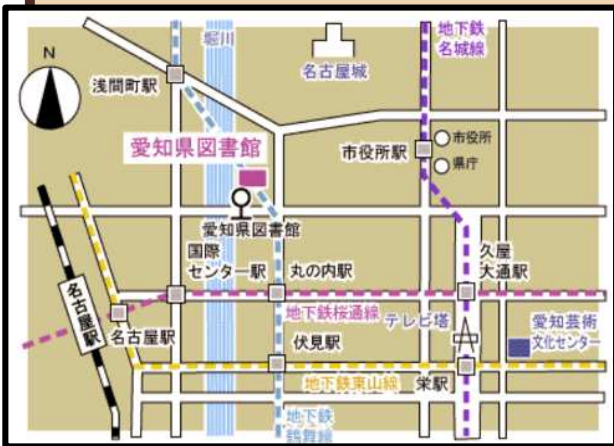 N
堀川
地下鉄
名城線
名古屋城
浅間町駅
愛知県図書館
市役所駅
市役所
県庁
愛知県図書館
国際
センター駅
丸の内駅
久屋
大通駅
名古屋駅
名古屋駅
地下鉄桜通線
テレビ塔
愛知芸術
文化センター
伏見駅
地下鉄東山線
栄駅
地下鉄
鶴舞線